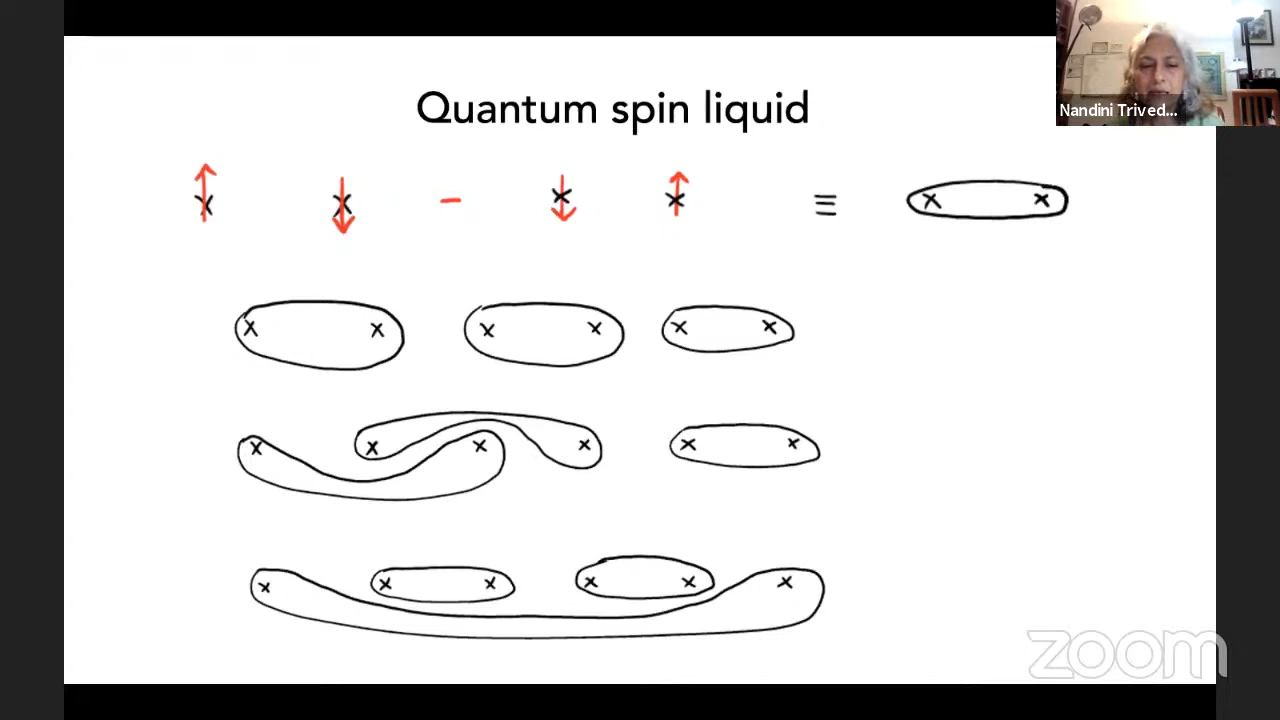 Quantum spin liquid
Nandini Trived...
x x - x x ≡ x x
x x x x x x
x x x x x x
x x x x x x
zoom